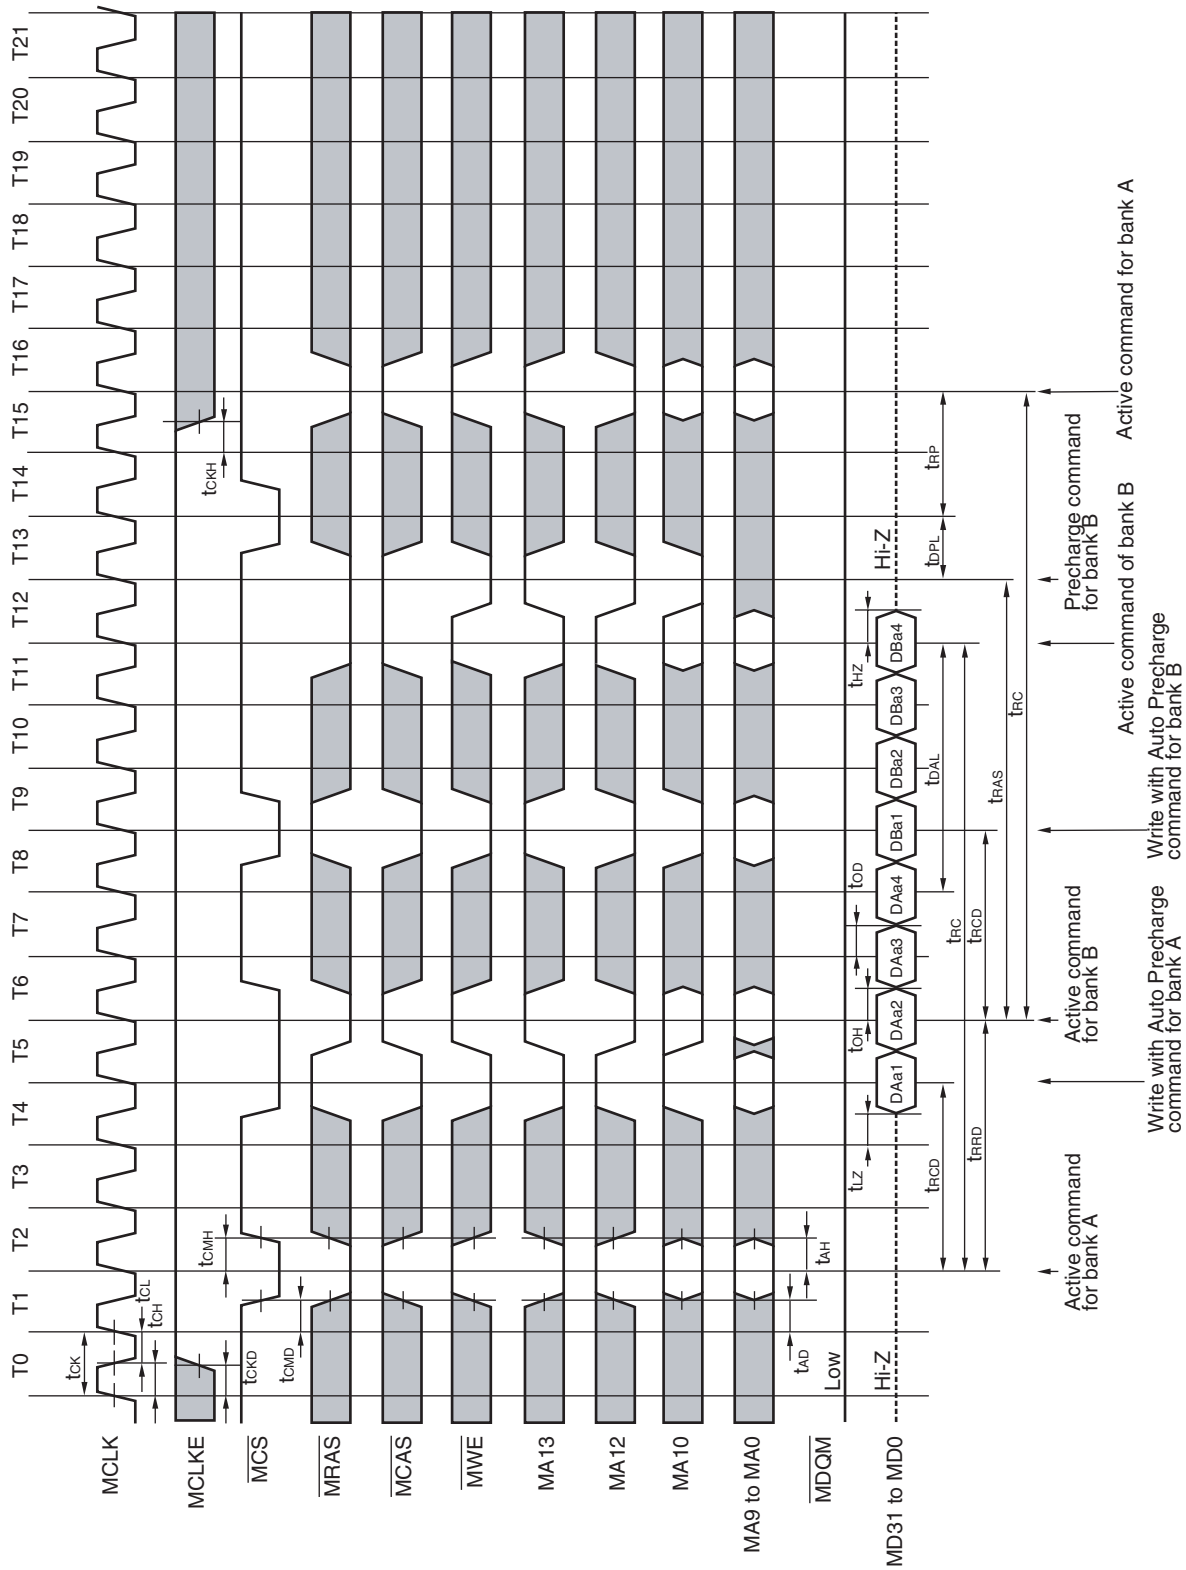 T0 T1 T2 T3 T4 T5 T6 T7 T8 T9 T10 T11 T12 T13 T14 T15 T16 T17 T18 T19 T20 T21
tCK
MCLK
tCH
tCL
MCLKE
tCKD
tCKH
MCS
tCMH
tCMD
MRAS
MCAS
MWE
MA13
MA12
MA10
MA9 to MA0
tAD
tAH
MDQM
Low
tLZ
tOH
tOD
tHZ
MD31 to MD0
Hi-Z
DAa1 DAa2 DAa3 DAa4 DBa1 DBa2 DBa3 DBa4
Hi-Z
tRCD
tDAL
tDPL
tRP
tRC
tRRD
tRCD
tRAS
tRC
Active command
for bank A
Active command
for bank B
Precharge command
for bank B
Active command of bank B
Active command for bank A
Write with Auto Precharge
command for bank A
Write with Auto Precharge
command for bank B